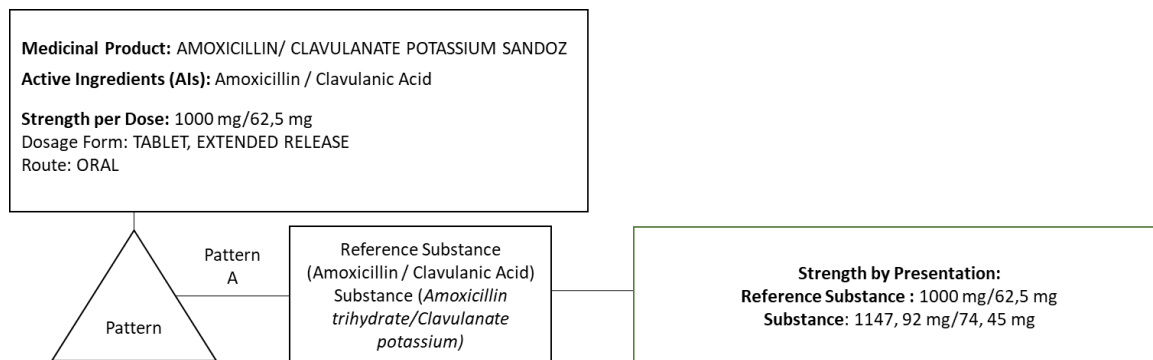 Medicinal Product: AMOXICILLIN/ CLAVULANATE POTASSIUM SANDOZ
Active Ingredients (AIs): Amoxicillin / Clavulanic Acid
Strength per Dose: 1000 mg/62,5 mg
Dosage Form: TABLET, EXTENDED RELEASE
Route: ORAL
Pattern
Pattern
A
Reference Substance
(Amoxicillin / Clavulanic Acid)
Substance (Amoxicillin
trihydrate/Clavulanate
potassium)
Strength by Presentation:
Reference Substance : 1000 mg/62,5 mg
Substance: 1147, 92 mg/74, 45 mg